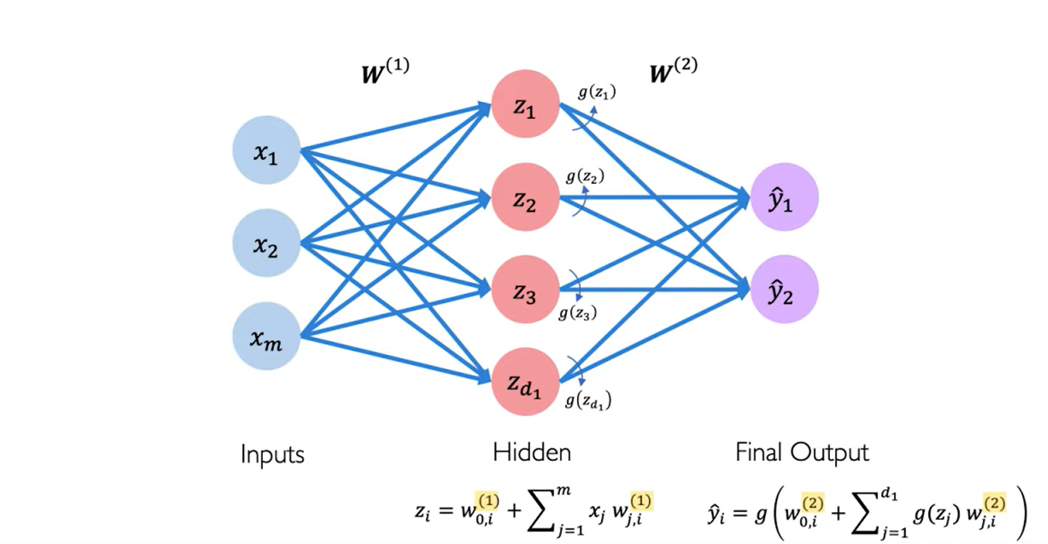 W^(1) W^(2)
z_1 g(z_1)
x_1
z_2 g(z_2) ŷ_1
x_2
z_3 g(z_3) ŷ_2
x_m
z_{d_1} g(z_{d_1})
Inputs Hidden Final Output
z_i = w_{0,i}^{(1)} + ∑_{j=1}^{m} x_j w_{j,i}^{(1)} ŷ_i = g( w_{0,i}^{(2)} + ∑_{j=1}^{d_1} g(z_j) w_{j,i}^{(2)} )